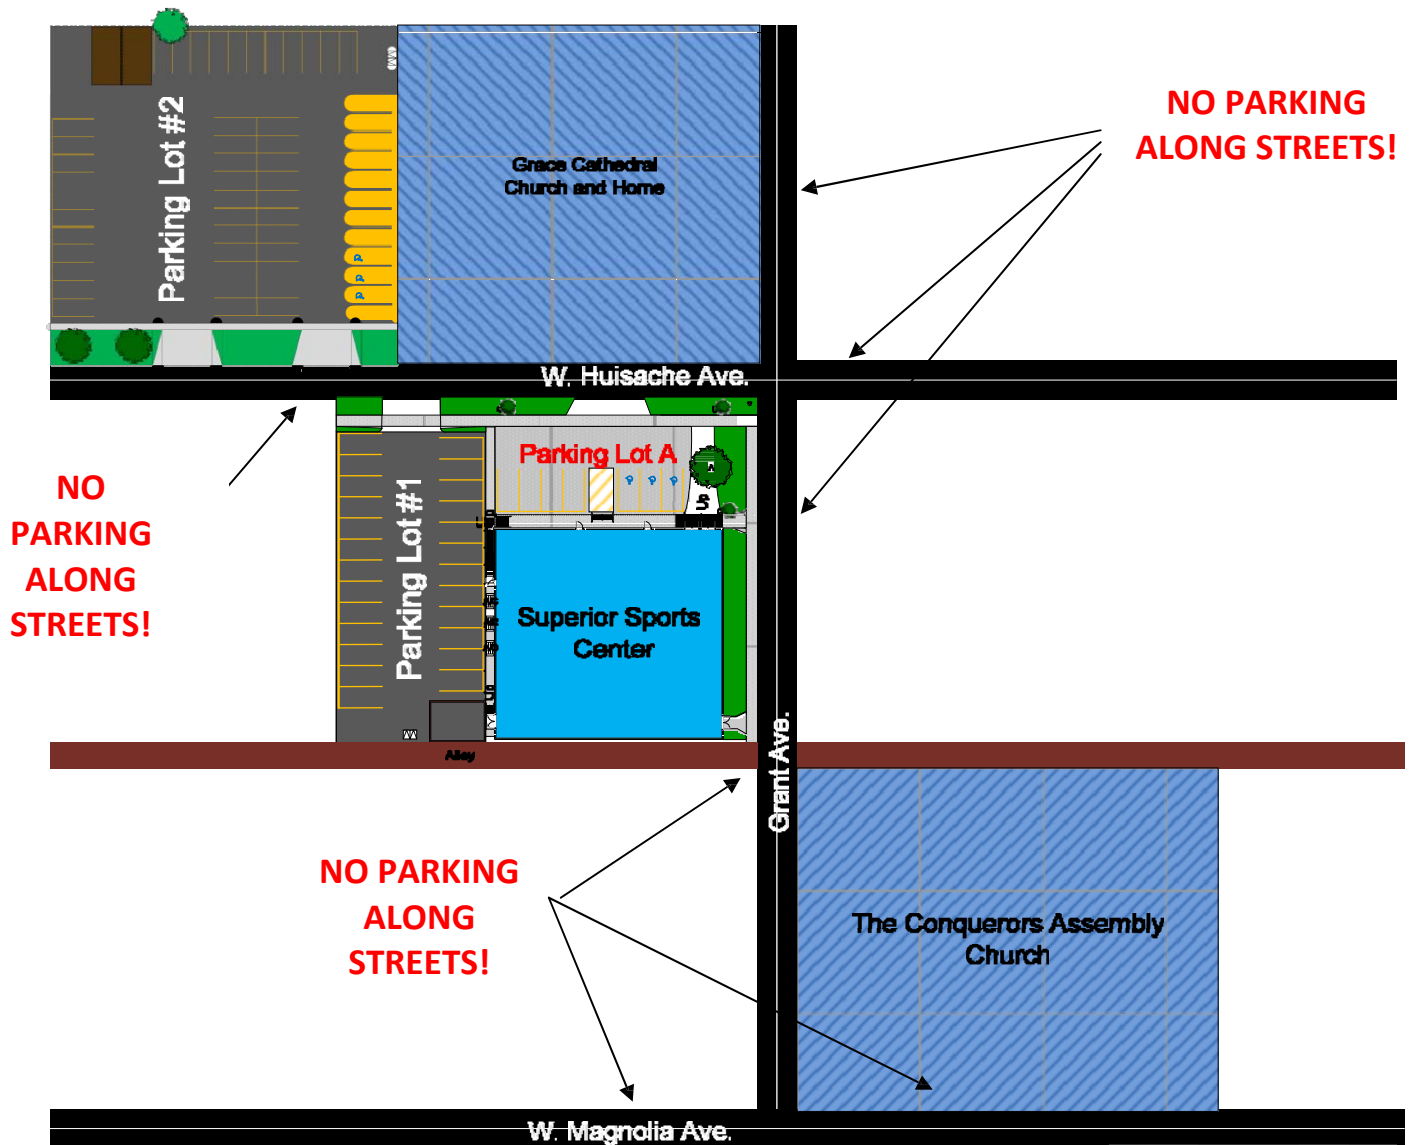 NO PARKING
ALONG STREETS!
Parking Lot #2
Grace Cathedral
Church and Home
W. Huisache Ave.
Parking Lot A
NO
PARKING
ALONG
STREETS!
Parking Lot #1
Superior Sports
Center
Alley
Grant Ave.
NO PARKING
ALONG
STREETS!
The Conquerors Assembly
Church
W. Magnolia Ave.